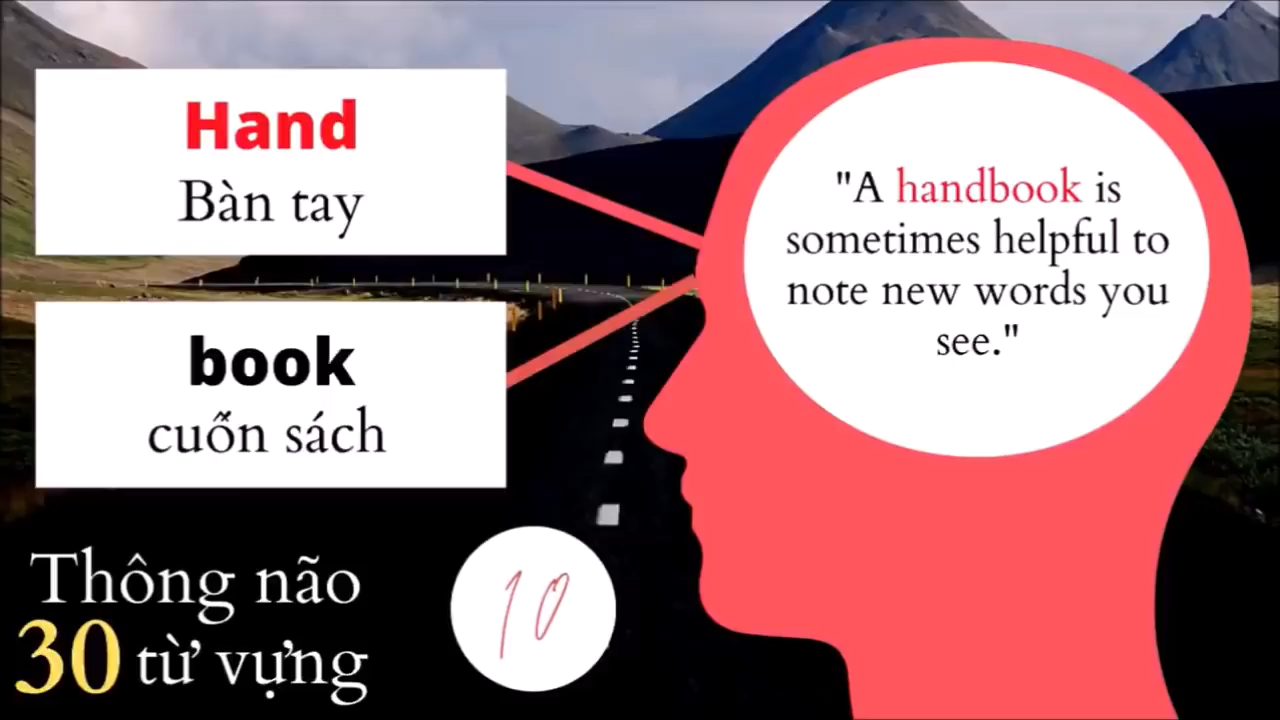 Hand
Bàn tay
book
cuốn sách
"A handbook is
sometimes helpful to
note new words you
see."
Thông não
30 từ vựng
10